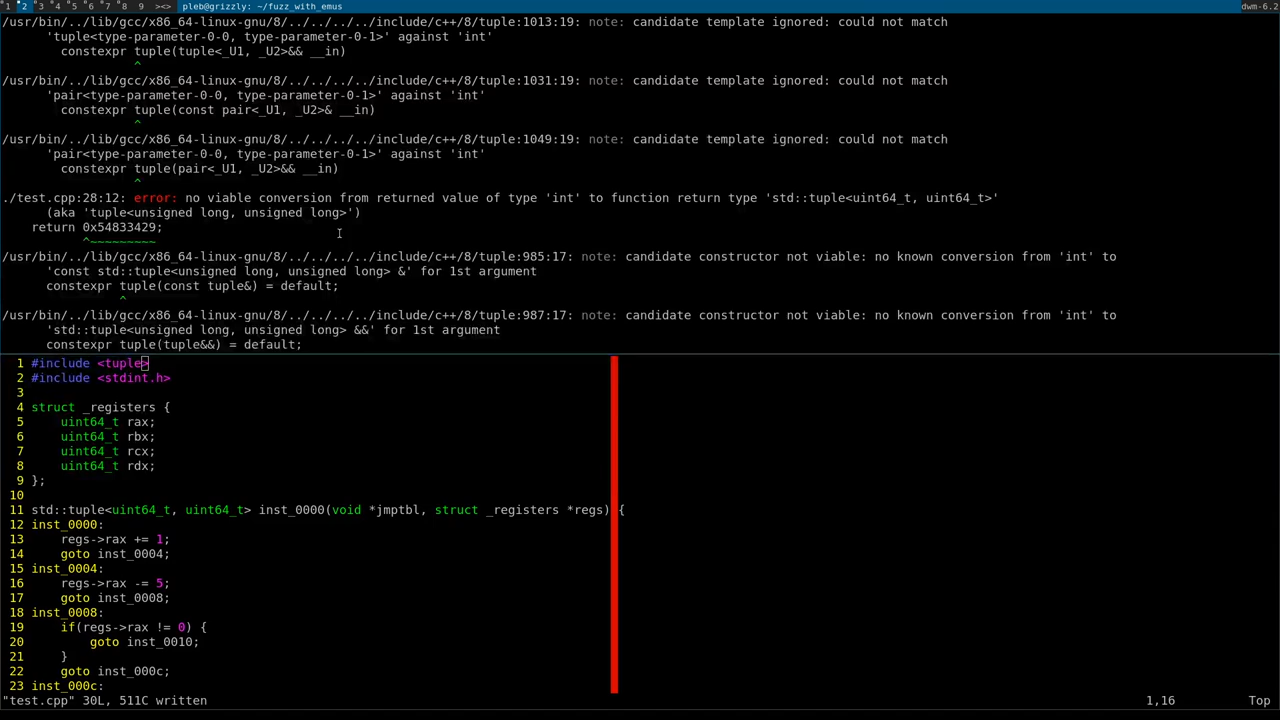 1 2 3 4 5 6 7 8 9 ><> pleb@grizzly: ~/fuzz_with_emus dwm-6.2
/usr/bin/../lib/gcc/x86_64-linux-gnu/8/../../../../include/c++/8/tuple:1013:19: note: candidate template ignored: could not match
'tuple<type-parameter-0-0, type-parameter-0-1>' against 'int'
constexpr tuple(tuple<_U1, _U2>&& __in)
^
/usr/bin/../lib/gcc/x86_64-linux-gnu/8/../../../../include/c++/8/tuple:1031:19: note: candidate template ignored: could not match
'pair<type-parameter-0-0, type-parameter-0-1>' against 'int'
constexpr tuple(const pair<_U1, _U2>& __in)
^
/usr/bin/../lib/gcc/x86_64-linux-gnu/8/../../../../include/c++/8/tuple:1049:19: note: candidate template ignored: could not match
'pair<type-parameter-0-0, type-parameter-0-1>' against 'int'
constexpr tuple(pair<_U1, _U2>&& __in)
^
./test.cpp:28:12: error: no viable conversion from returned value of type 'int' to function return type 'std::tuple<uint64_t, uint64_t>'
(aka 'tuple<unsigned long, unsigned long>')
return 0x54833429;
^~~~~~~~~~
/usr/bin/../lib/gcc/x86_64-linux-gnu/8/../../../../include/c++/8/tuple:985:17: note: candidate constructor not viable: no known conversion from 'int' to
'const std::tuple<unsigned long, unsigned long> &' for 1st argument
constexpr tuple(const tuple&) = default;
^
/usr/bin/../lib/gcc/x86_64-linux-gnu/8/../../../../include/c++/8/tuple:987:17: note: candidate constructor not viable: no known conversion from 'int' to
'std::tuple<unsigned long, unsigned long> &&' for 1st argument
constexpr tuple(tuple&&) = default;
1 #include <tuple>
2 #include <stdint.h>
3
4 struct _registers {
5 uint64_t rax;
6 uint64_t rbx;
7 uint64_t rcx;
8 uint64_t rdx;
9 };
10
11 std::tuple<uint64_t, uint64_t> inst_0000(void *jmptbl, struct _registers *regs) {
12 inst_0000:
13 regs->rax += 1;
14 goto inst_0004;
15 inst_0004:
16 regs->rax -= 5;
17 goto inst_0008;
18 inst_0008:
19 if(regs->rax != 0) {
20 goto inst_0010;
21 }
22 goto inst_000c;
23 inst_000c:
"test.cpp" 30L, 511C written 1,16 Top